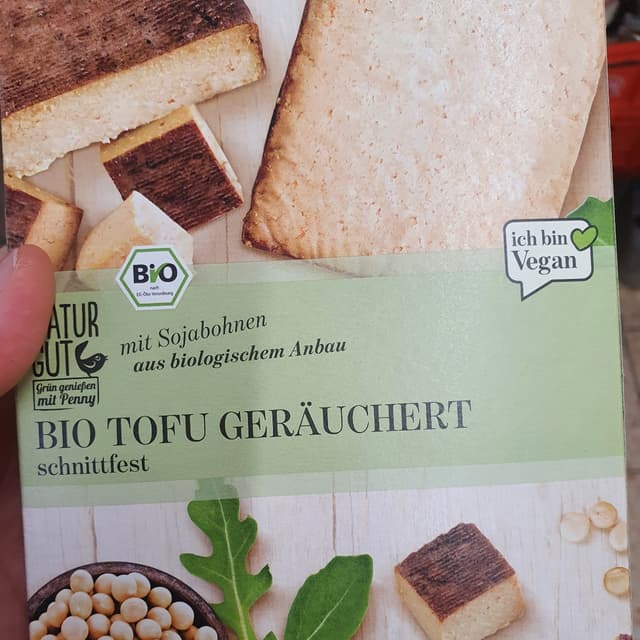 BiO
nach
EG-Öko-Verordnung
ich bin
Vegan
NATUR
GUT
Grün genießen
mit Penny
mit Sojabohnen
aus biologischem Anbau
BIO TOFU GERÄUCHERT
schnittfest